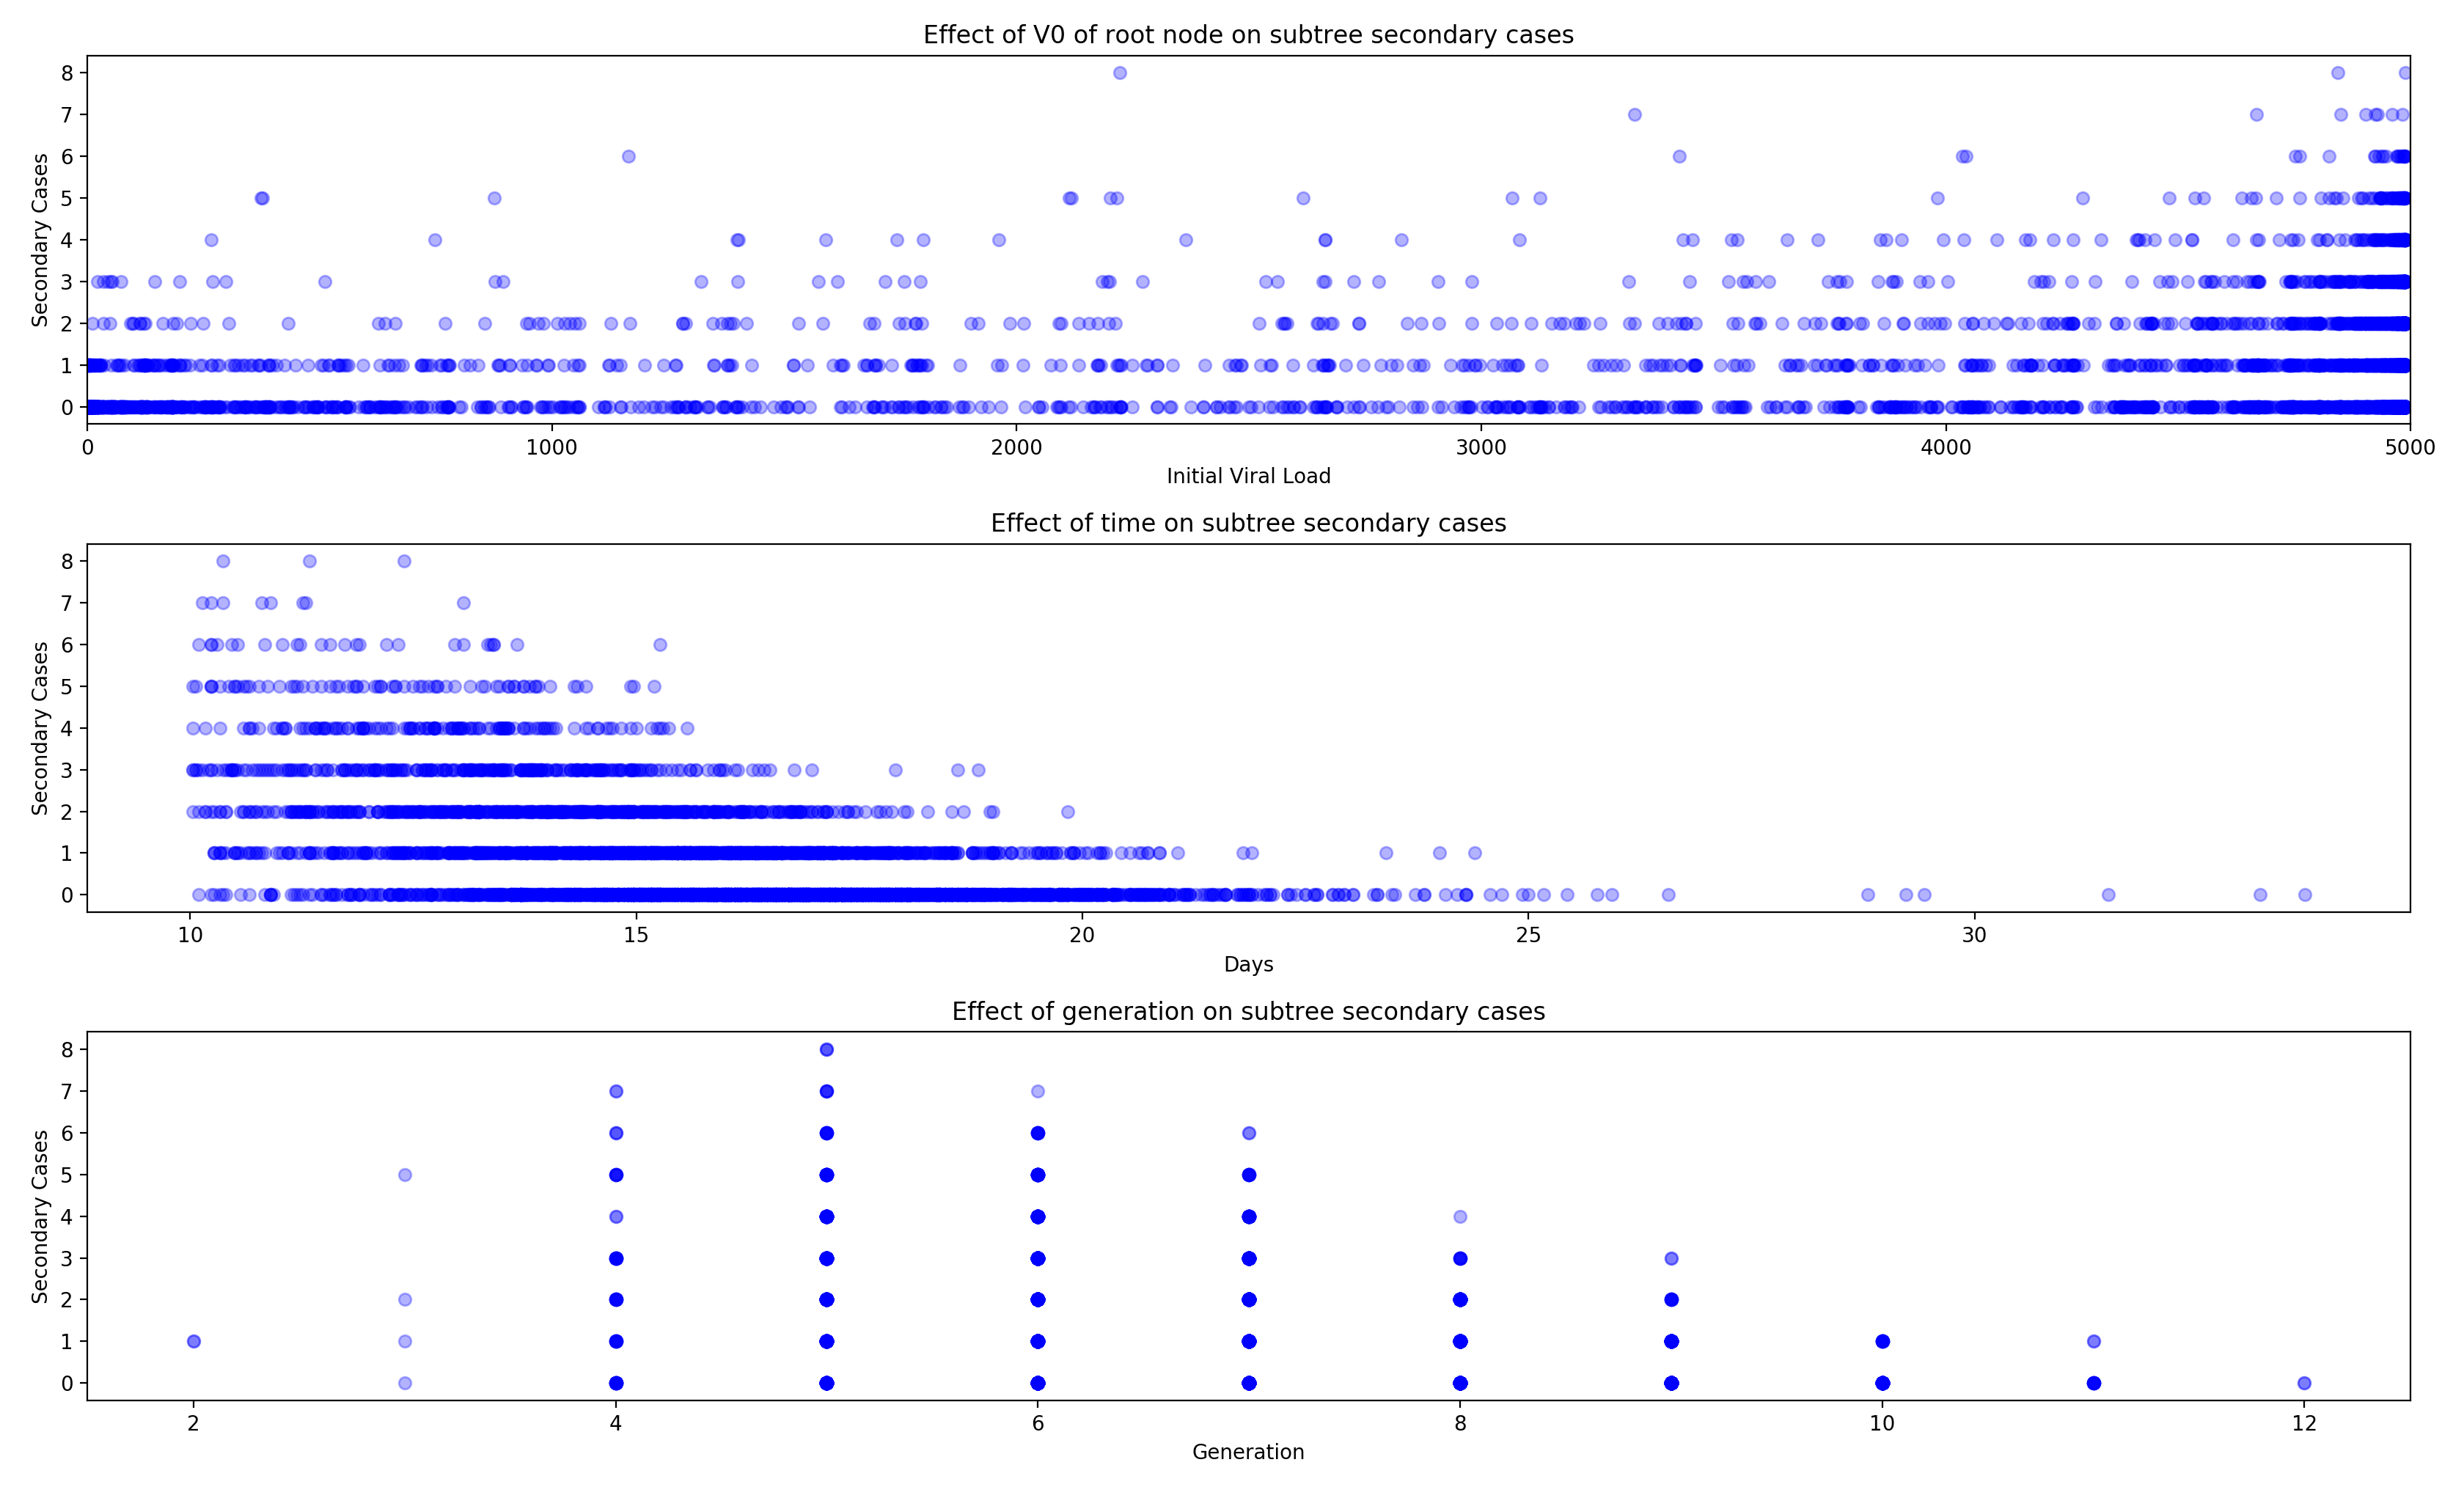 Effect of V0 of root node on subtree secondary cases
Secondary Cases
8
7
6
5
4
3
2
1
0
0 1000 2000 3000 4000 5000
Initial Viral Load
Effect of time on subtree secondary cases
Secondary Cases
8
7
6
5
4
3
2
1
0
10 15 20 25 30
Days
Effect of generation on subtree secondary cases
Secondary Cases
8
7
6
5
4
3
2
1
0
2 4 6 8 10 12
Generation